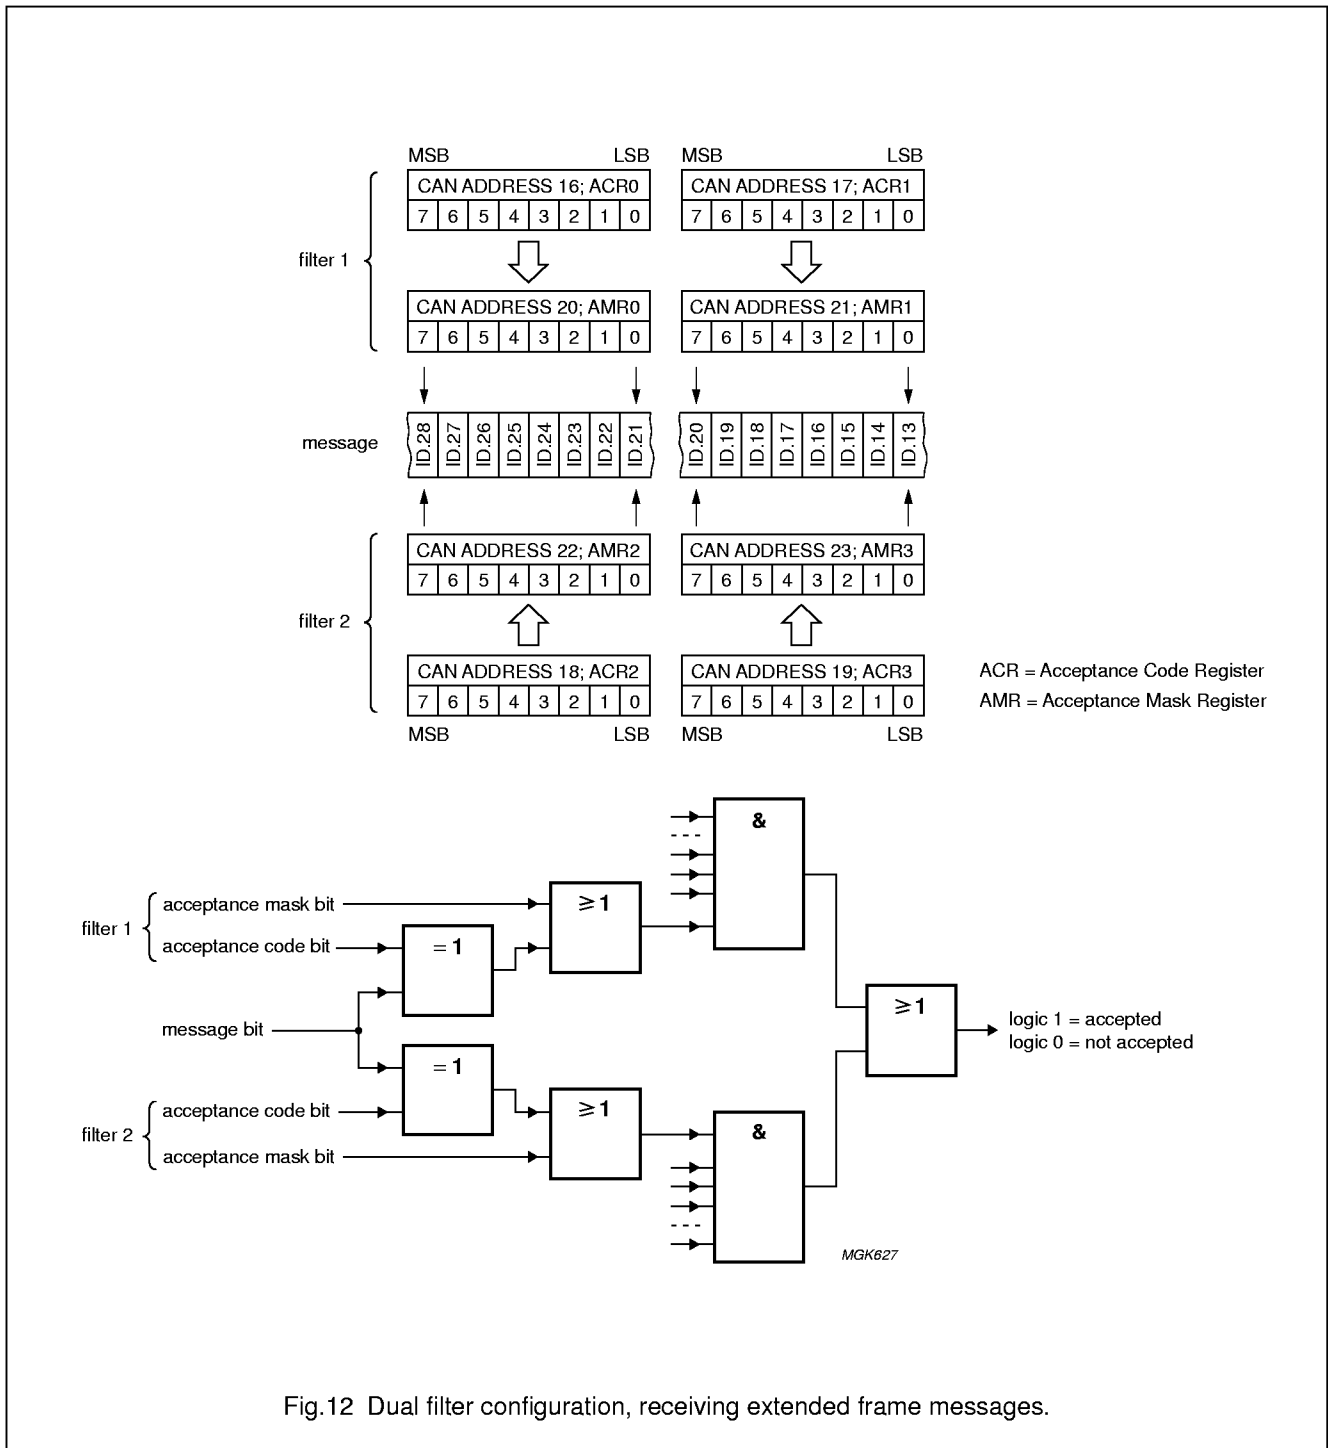 MSB LSB MSB LSB
CAN ADDRESS 16; ACR0 CAN ADDRESS 17; ACR1
7 6 5 4 3 2 1 0 7 6 5 4 3 2 1 0
filter 1
CAN ADDRESS 20; AMR0 CAN ADDRESS 21; AMR1
7 6 5 4 3 2 1 0 7 6 5 4 3 2 1 0
message ID.28 ID.27 ID.26 ID.25 ID.24 ID.23 ID.22 ID.21 ID.20 ID.19 ID.18 ID.17 ID.16 ID.15 ID.14 ID.13
CAN ADDRESS 22; AMR2 CAN ADDRESS 23; AMR3
7 6 5 4 3 2 1 0 7 6 5 4 3 2 1 0
filter 2
CAN ADDRESS 18; ACR2 CAN ADDRESS 19; ACR3
7 6 5 4 3 2 1 0 7 6 5 4 3 2 1 0
MSB LSB MSB LSB
ACR = Acceptance Code Register
AMR = Acceptance Mask Register
&
filter 1
acceptance mask bit
≥1
acceptance code bit
= 1
message bit
≥1
logic 1 = accepted
logic 0 = not accepted
= 1
filter 2
acceptance code bit
≥1
acceptance mask bit
&
MGK627
Fig.12 Dual filter configuration, receiving extended frame messages.